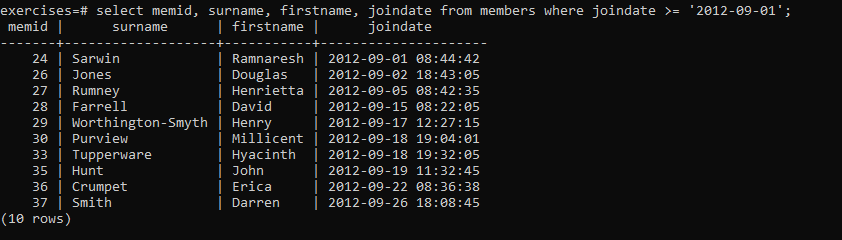 exercises=# select memid, surname, firstname, joindate from members where joindate >= '2012-09-01';
 memid |     surname      | firstname |      joindate
-------+------------------+-----------+---------------------
    24 | Sarwin           | Ramnaresh | 2012-09-01 08:44:42
    26 | Jones            | Douglas   | 2012-09-02 18:43:05
    27 | Rumney           | Henrietta | 2012-09-05 08:42:35
    28 | Farrell          | David     | 2012-09-15 08:22:05
    29 | Worthington-Smyth | Henry     | 2012-09-17 12:27:15
    30 | Purview          | Millicent | 2012-09-18 19:04:01
    33 | Tupperware       | Hyacinth  | 2012-09-18 19:32:05
    35 | Hunt             | John      | 2012-09-19 11:32:45
    36 | Crumpet          | Erica     | 2012-09-22 08:36:38
    37 | Smith            | Darren    | 2012-09-26 18:08:45
(10 rows)